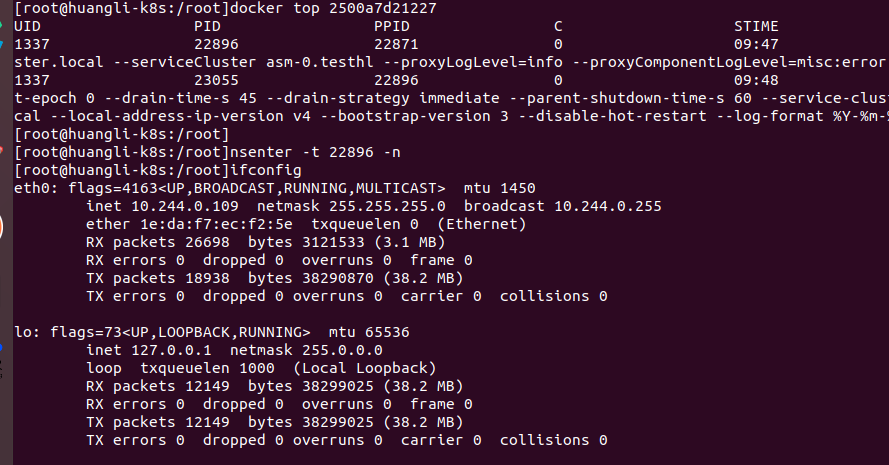 [root@huangli-k8s:/root]docker top 2500a7d21227
UID                 PID                 PPID                C                   STIME
1337                22896               22871               0                   09:47
ster.local --serviceCluster asm-0.testhl --proxyLogLevel=info --proxyComponentLogLevel=misc:error
1337                23055               22896               0                   09:48
t-epoch 0 --drain-time-s 45 --drain-strategy immediate --parent-shutdown-time-s 60 --service-clus
cal --local-address-ip-version v4 --bootstrap-version 3 --disable-hot-restart --log-format %Y-%m-%
[root@huangli-k8s:/root]
[root@huangli-k8s:/root]nsenter -t 22896 -n
[root@huangli-k8s:/root]ifconfig
eth0: flags=4163<UP,BROADCAST,RUNNING,MULTICAST>  mtu 1450
        inet 10.244.0.109  netmask 255.255.255.0  broadcast 10.244.0.255
        ether 1e:da:f7:ec:f2:5e  txqueuelen 0  (Ethernet)
        RX packets 26698  bytes 3121533 (3.1 MB)
        RX errors 0  dropped 0  overruns 0  frame 0
        TX packets 18938  bytes 38290870 (38.2 MB)
        TX errors 0  dropped 0 overruns 0  carrier 0  collisions 0

lo: flags=73<UP,LOOPBACK,RUNNING>  mtu 65536
        inet 127.0.0.1  netmask 255.0.0.0
        loop  txqueuelen 1000  (Local Loopback)
        RX packets 12149  bytes 38299025 (38.2 MB)
        RX errors 0  dropped 0  overruns 0  frame 0
        TX packets 12149  bytes 38299025 (38.2 MB)
        TX errors 0  dropped 0 overruns 0  carrier 0  collisions 0